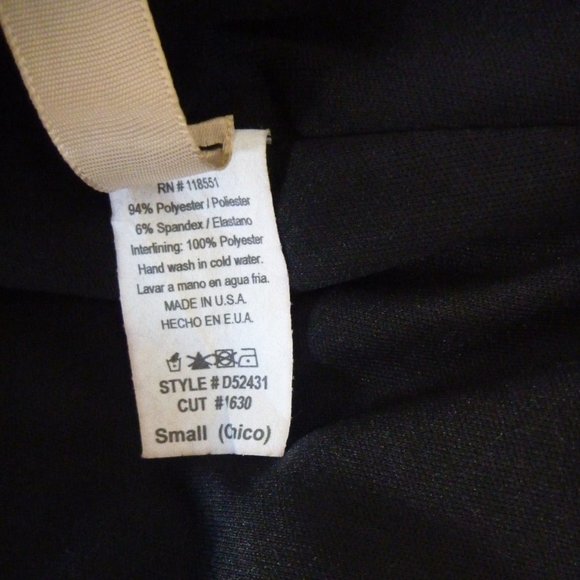 RN # 118551
94% Polyester / Poliester
6% Spandex / Elastano
Interlining: 100% Polyester
Hand wash in cold water.
Lavar a mano en agua fria.
MADE IN U.S.A.
HECHO EN E.U.A.
STYLE # D52431
CUT #1630
Small (Chico)